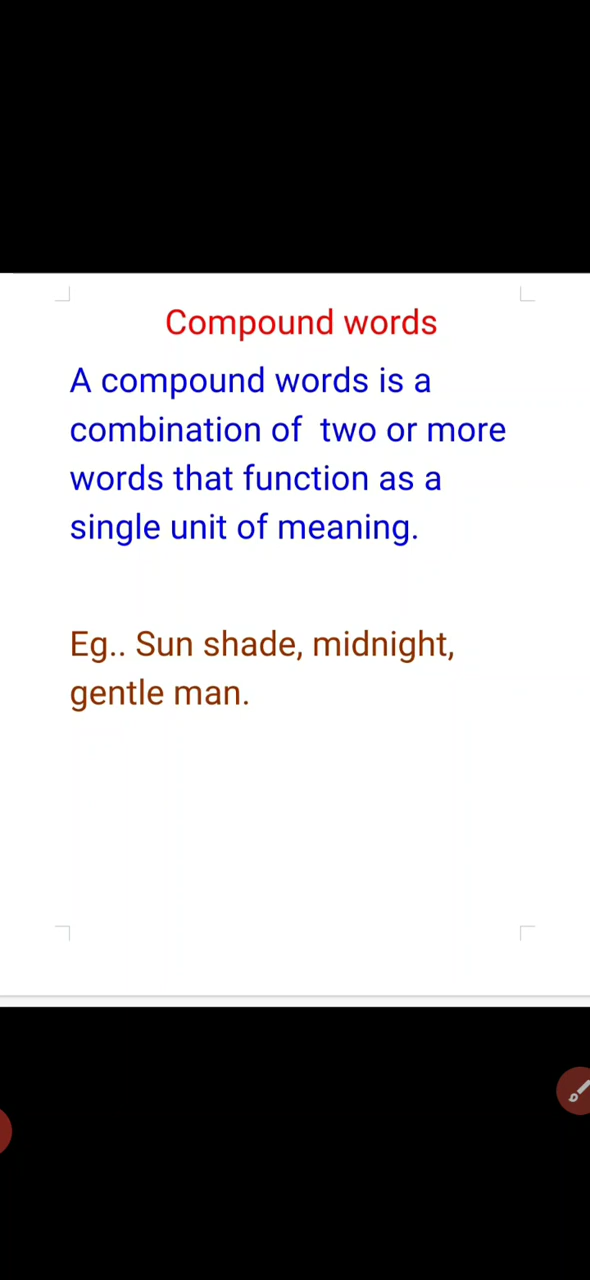 Compound words
A compound words is a
combination of  two or more
words that function as a
single unit of meaning.
Eg.. Sun shade, midnight,
gentle man.